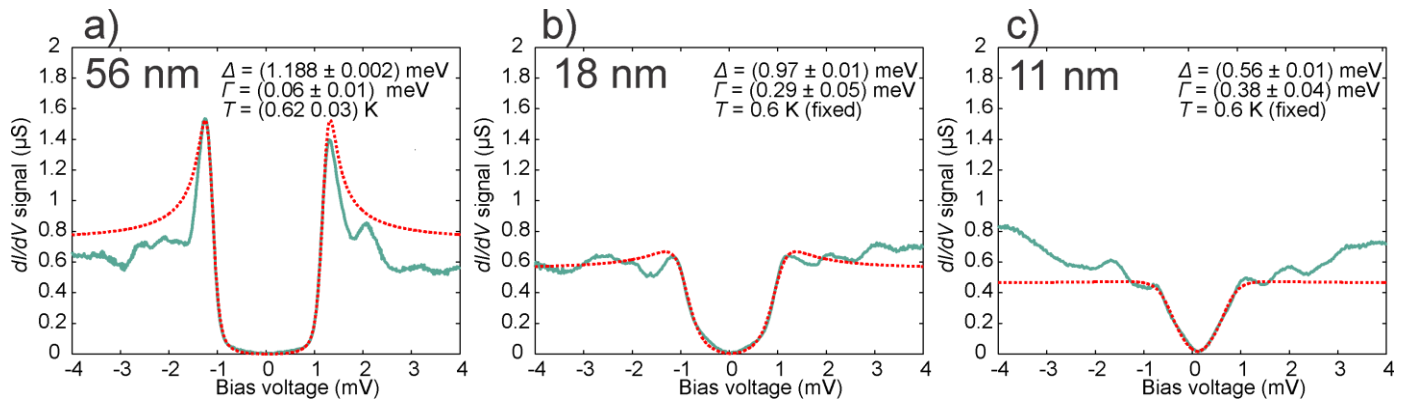 a)
56 nm
Δ = (1.188 ± 0.002) meV
Γ = (0.06 ± 0.01) meV
T = (0.62 0.03) K
dI/dV signal (µS)
2
1.8
1.6
1.4
1.2
1
0.8
0.6
0.4
0.2
0
-4 -3 -2 -1 0 1 2 3 4
Bias voltage (mV)
b)
18 nm
Δ = (0.97 ± 0.01) meV
Γ = (0.29 ± 0.05) meV
T = 0.6 K (fixed)
dI/dV signal (µS)
2
1.8
1.6
1.4
1.2
1
0.8
0.6
0.4
0.2
0
-4 -3 -2 -1 0 1 2 3 4
Bias voltage (mV)
c)
11 nm
Δ = (0.56 ± 0.01) meV
Γ = (0.38 ± 0.04) meV
T = 0.6 K (fixed)
dI/dV signal (µS)
2
1.8
1.6
1.4
1.2
1
0.8
0.6
0.4
0.2
0
-4 -3 -2 -1 0 1 2 3 4
Bias voltage (mV)